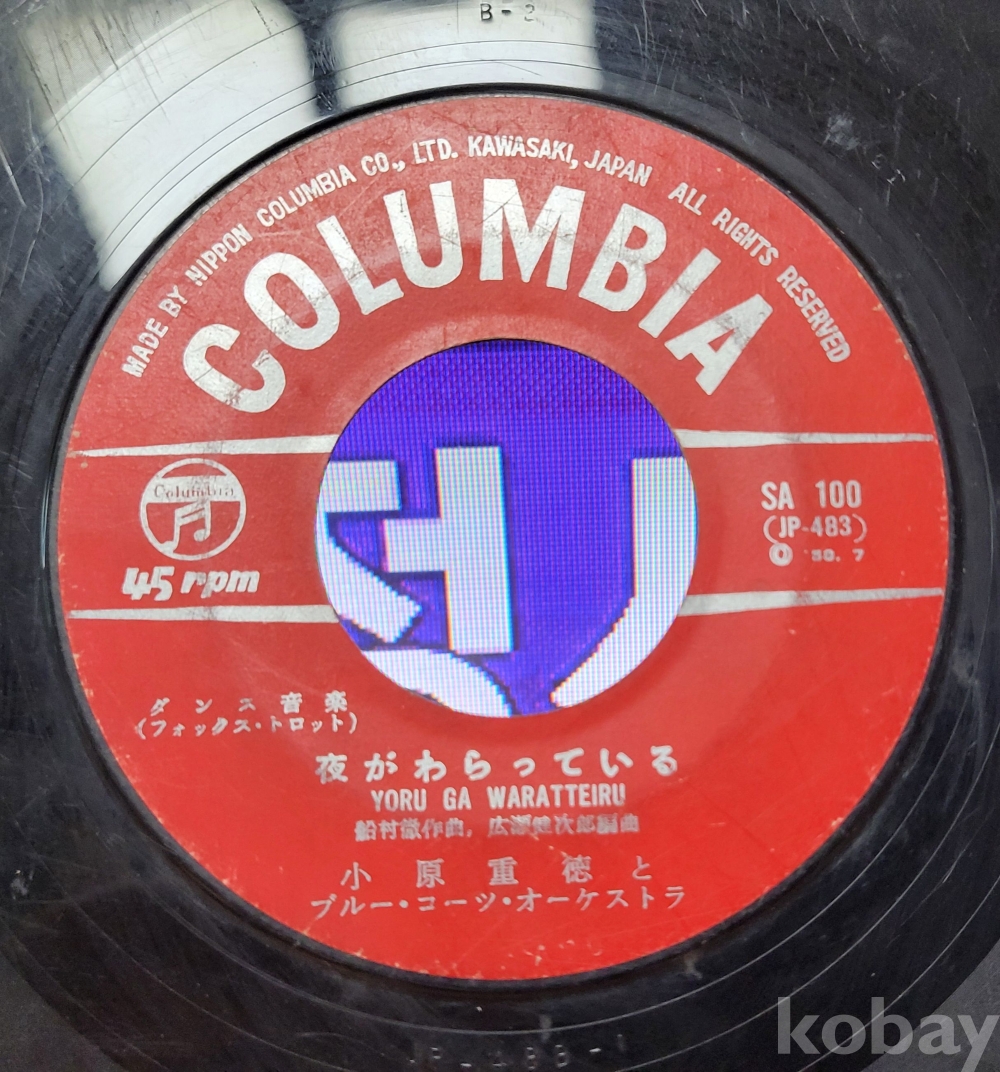 B-2
MADE BY NIPPON COLUMBIA CO., LTD. KAWASAKI, JAPAN ALL RIGHTS RESERVED
COLUMBIA
Columbia
45 rpm
SA 100
(JP-483)
ダンス音楽
(フォックス・トロット)
夜がわらっている
YORU GA WARATTEIRU
船村徹作曲, 広瀬健次郎編曲
小原重徳と
ブルー・コーツ・オーケストラ
kobay